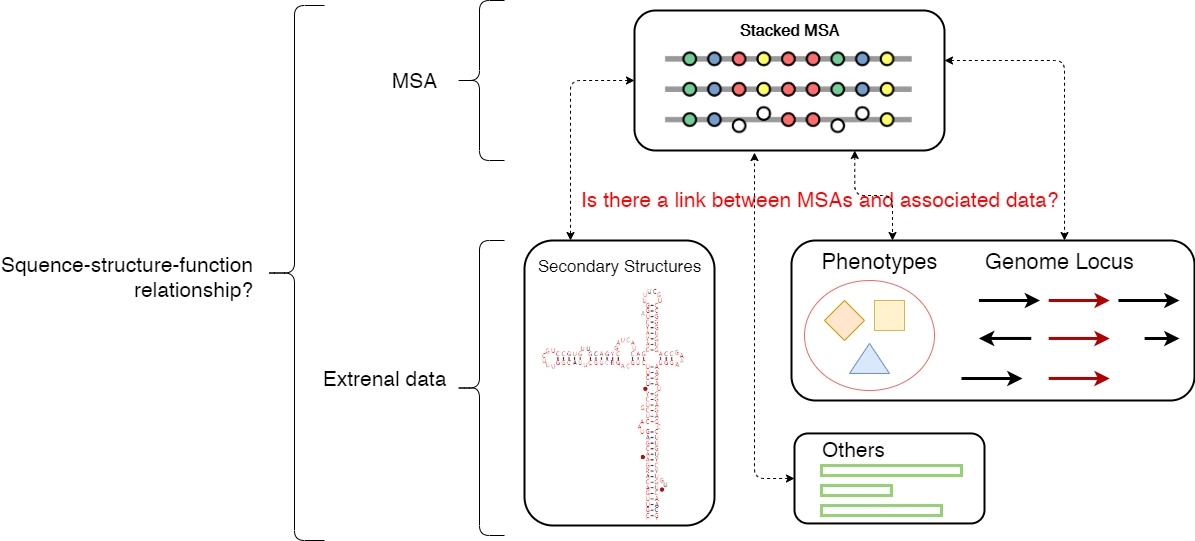 Stacked MSA
MSA
Is there a link between MSAs and associated data?
Squence-structure-function
relationship?
Extrenal data
Secondary Structures
Phenotypes
Genome Locus
Others